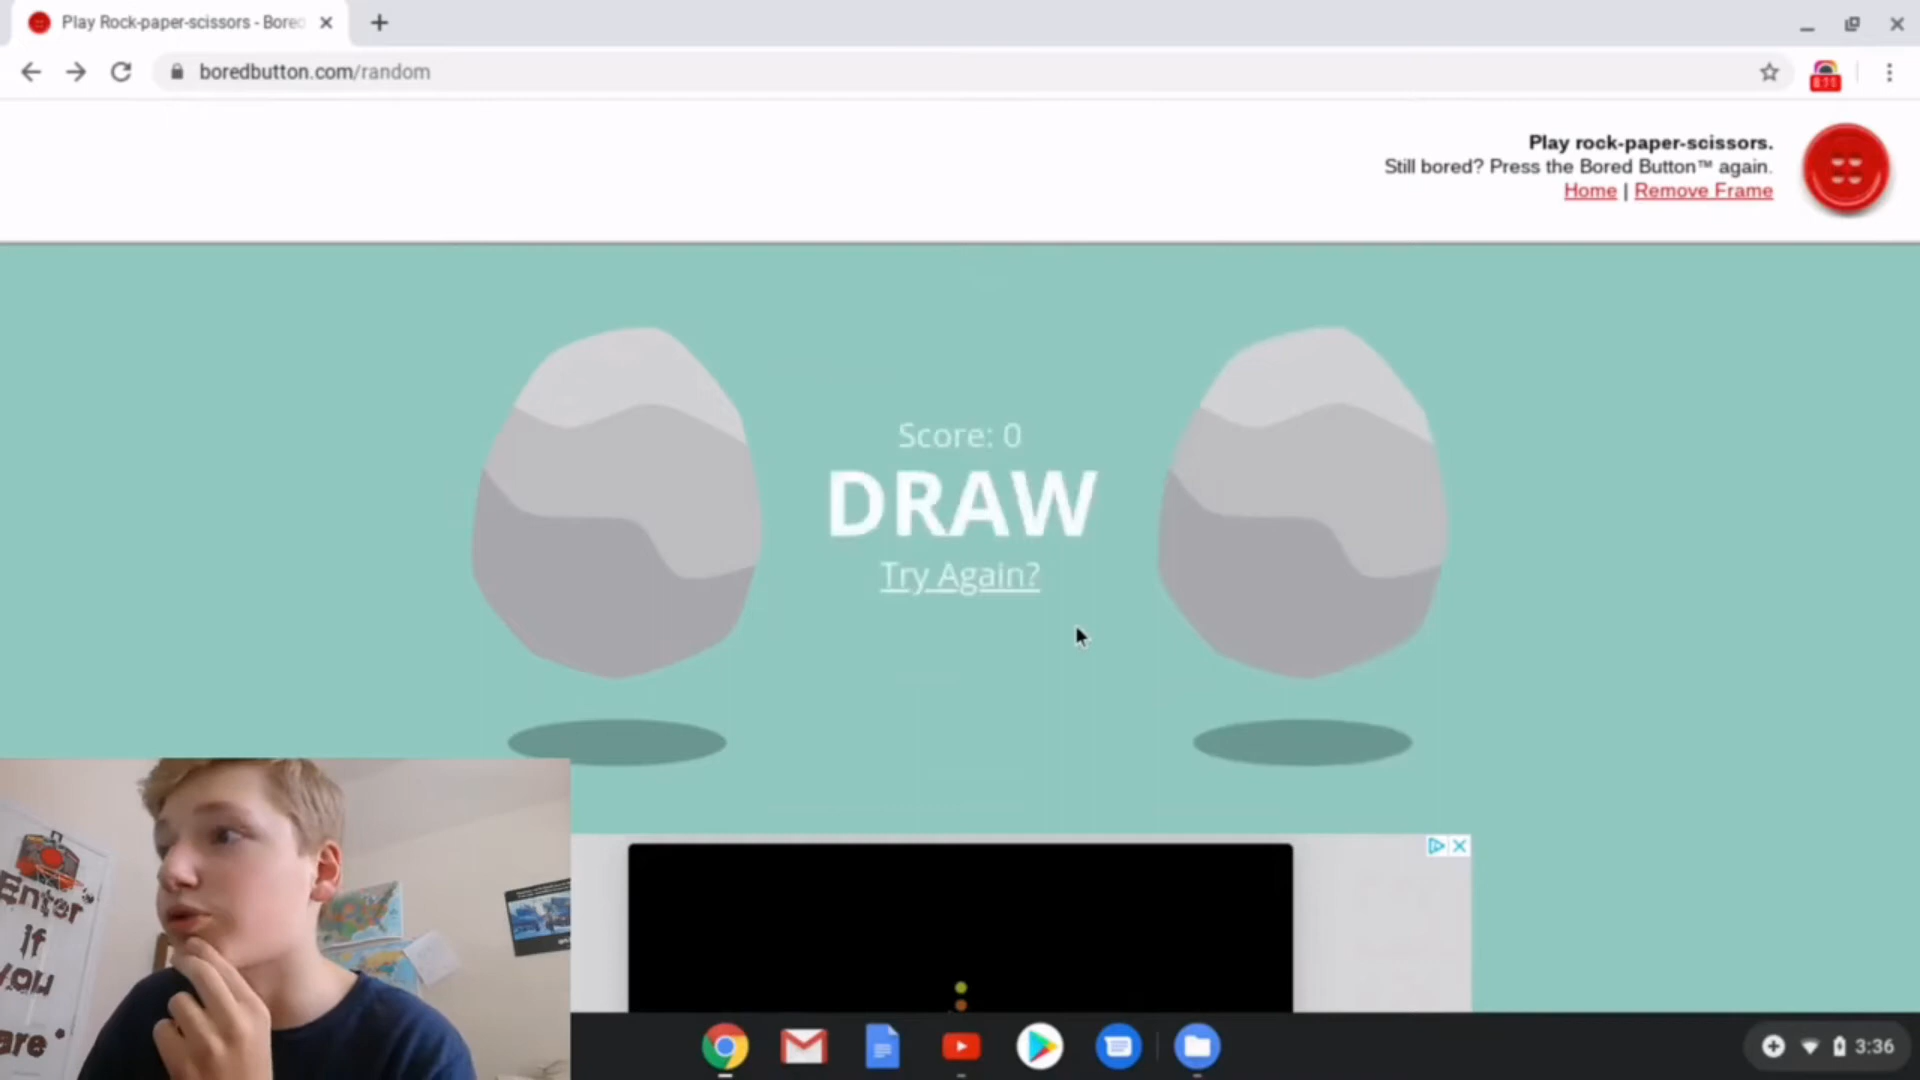 Play Rock-paper-scissors - Bored
boredbutton.com/random
Play rock-paper-scissors.
Still bored? Press the Bored Button™ again.
Home | Remove Frame
Score: 0
DRAW
Try Again?
Enter
if
you
are
3:36